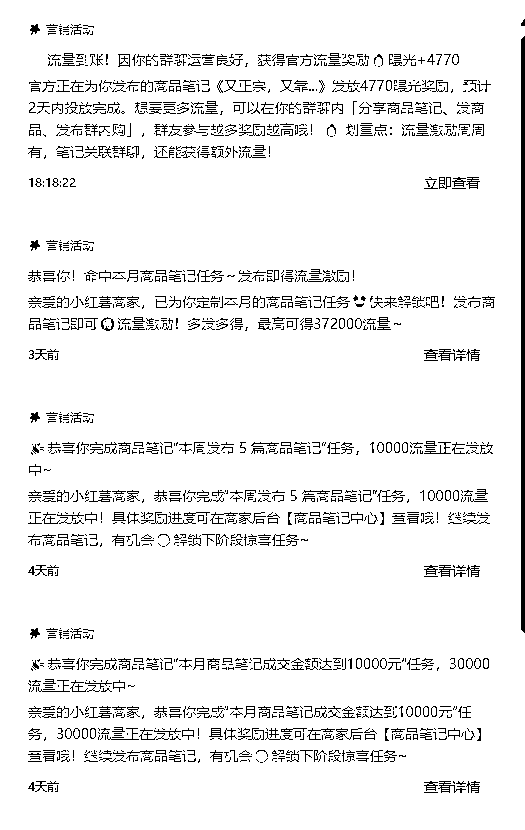 营销活动
流量到账！因你的群聊运营良好，获得官方流量奖励🔥曝光+4770
官方正在为你发布的商品笔记《又正宗，又靠...》发放4770曝光奖励，预计
2天内投放完成。想要更多流量，可以在你的群聊内「分享商品笔记、发商
品、发布群内购」，群友参与越多奖励越高哦！🔥 划重点：流量激励周周
有，笔记关联群聊，还能获得额外流量！
18:18:22
立即查看
营销活动
恭喜你！命中本月商品笔记任务~发布即得流量激励！
亲爱的小红薯商家，已为你定制本月的商品笔记任务快来解锁吧！发布商
品笔记即可流量激励！多发多得，最高可得372000流量~
3天前
查看详情
营销活动
🎉恭喜你完成商品笔记“本周发布 5 篇商品笔记”任务，10000流量正在发放
中~
亲爱的小红薯商家，恭喜你完成“本周发布 5 篇商品笔记”任务，10000流量
正在发放中！具体奖励进度可在商家后台【商品笔记中心】查看哦！继续发
布商品笔记，有机会解锁下阶段惊喜任务~
4天前
查看详情
营销活动
🎉恭喜你完成商品笔记“本月商品笔记成交金额达到10000元”任务，30000
流量正在发放中~
亲爱的小红薯商家，恭喜你完成“本月商品笔记成交金额达到10000元”任
务，30000流量正在发放中！具体奖励进度可在商家后台【商品笔记中心】
查看哦！继续发布商品笔记，有机会解锁下阶段惊喜任务~
4天前
查看详情